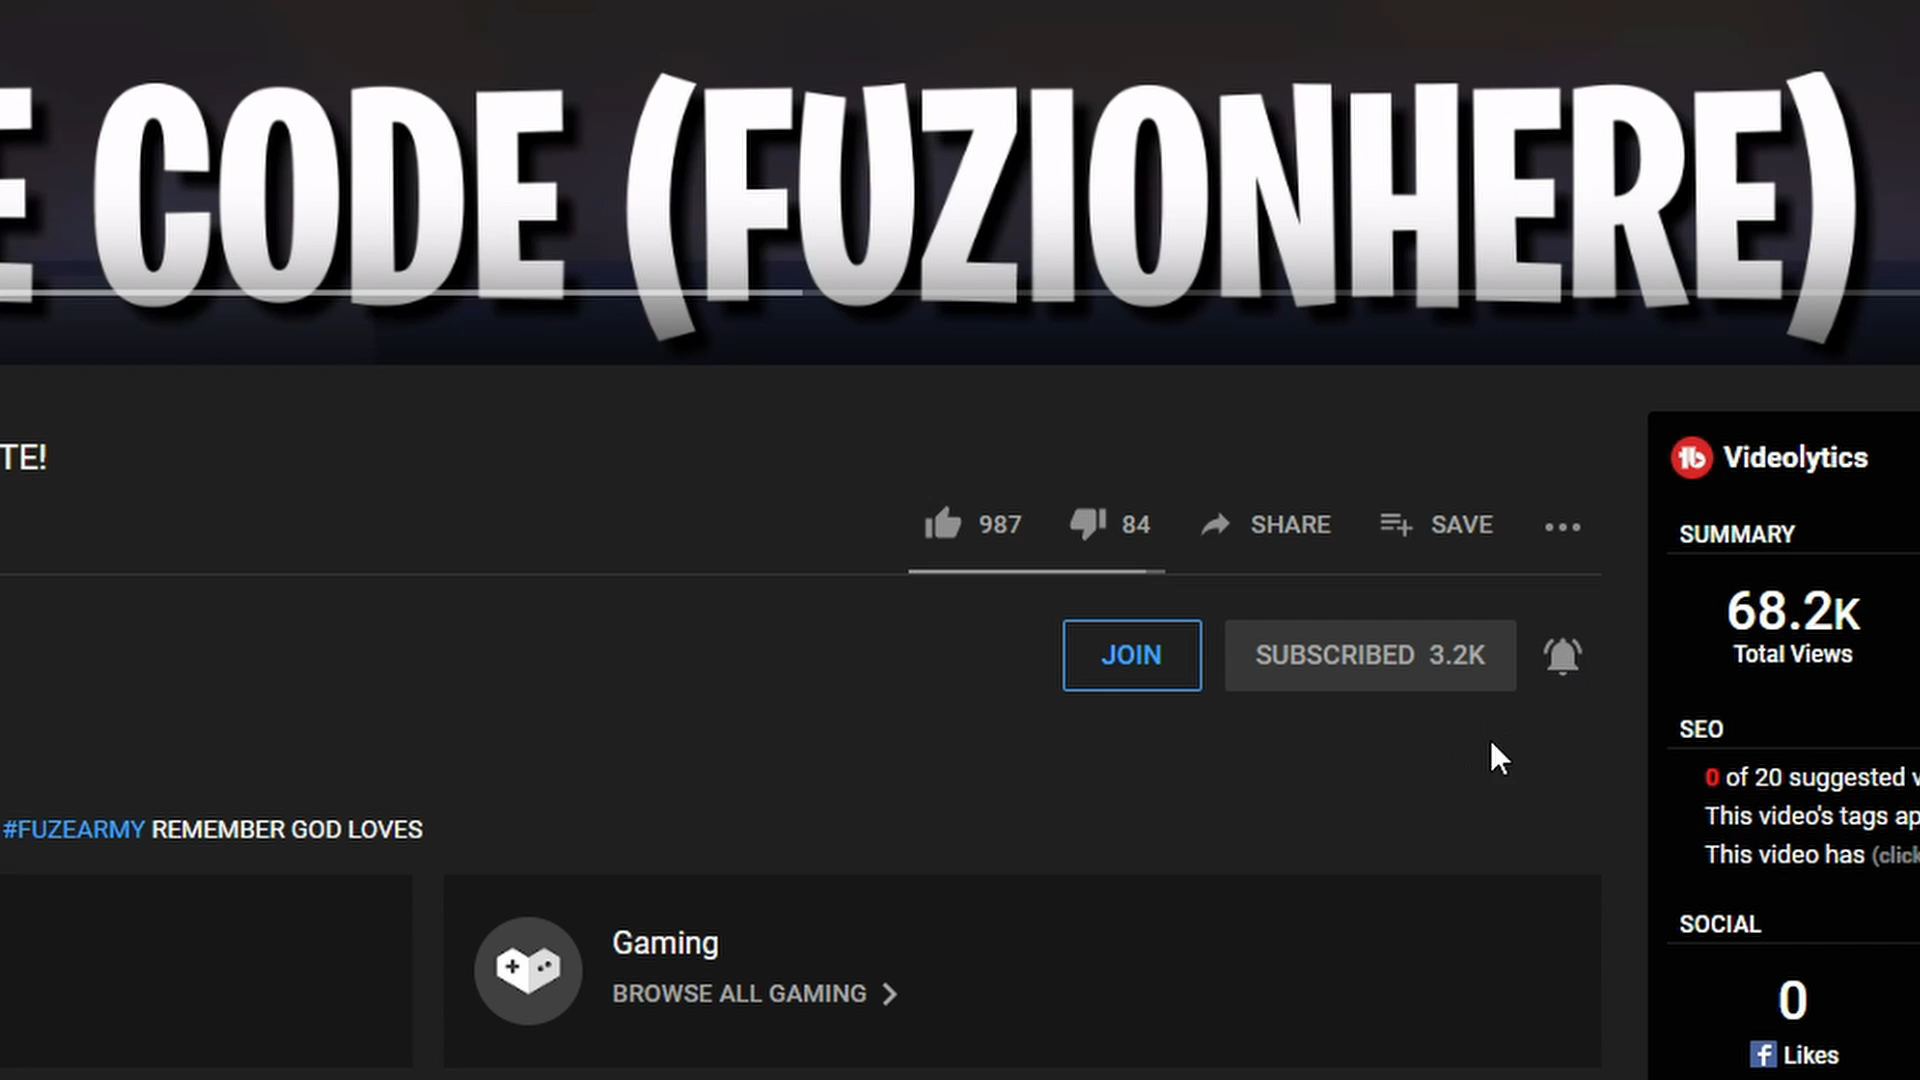 E CODE (FUZIONHERE)
TE!
987 84 SHARE SAVE
JOIN SUBSCRIBED 3.2K
#FUZEARMY REMEMBER GOD LOVES
Gaming
BROWSE ALL GAMING
Videolytics
SUMMARY
68.2K
Total Views
SEO
0 of 20 suggested v
This video's tags ap
This video has (click
SOCIAL
0
f Likes